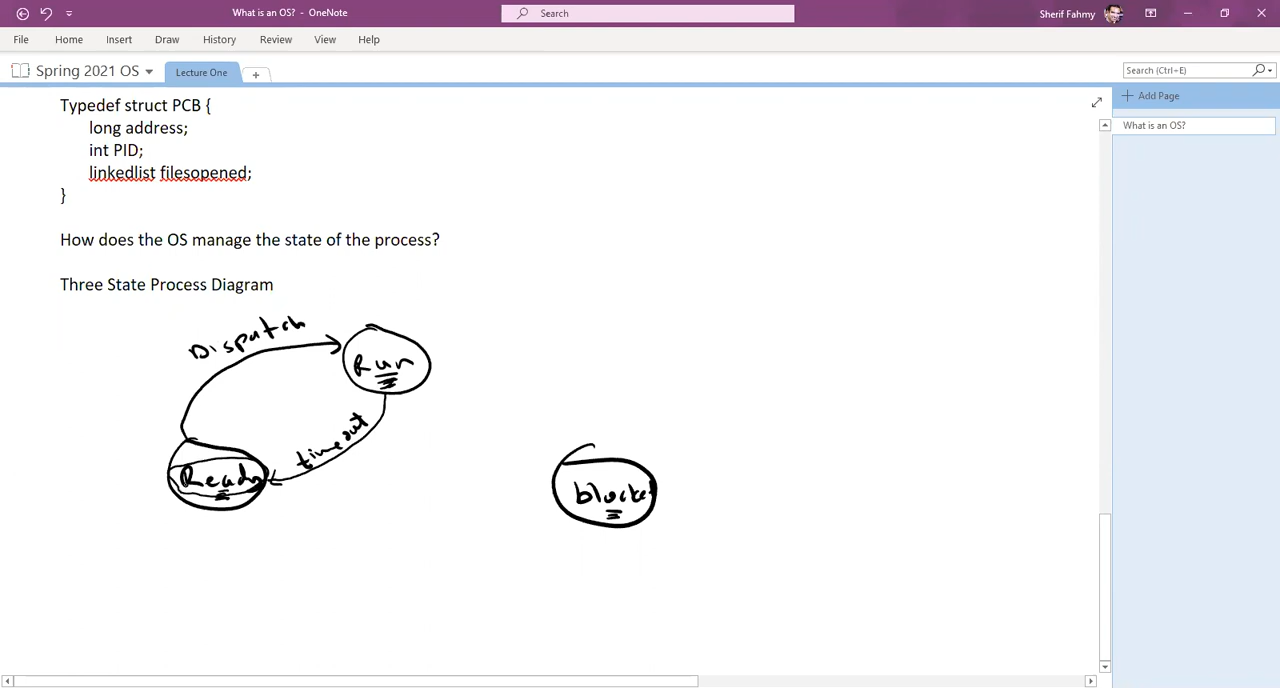 What is an OS? - OneNote
Search
Sherif Fahmy
File Home Insert Draw History Review View Help
Spring 2021 OS
Lecture One
Search (Ctrl+E)
Add Page
What is an OS?
Typedef struct PCB {
long address;
int PID;
linkedlist filesopened;
}
How does the OS manage the state of the process?
Three State Process Diagram
Dispatch
Run
timeout
Ready
blocke